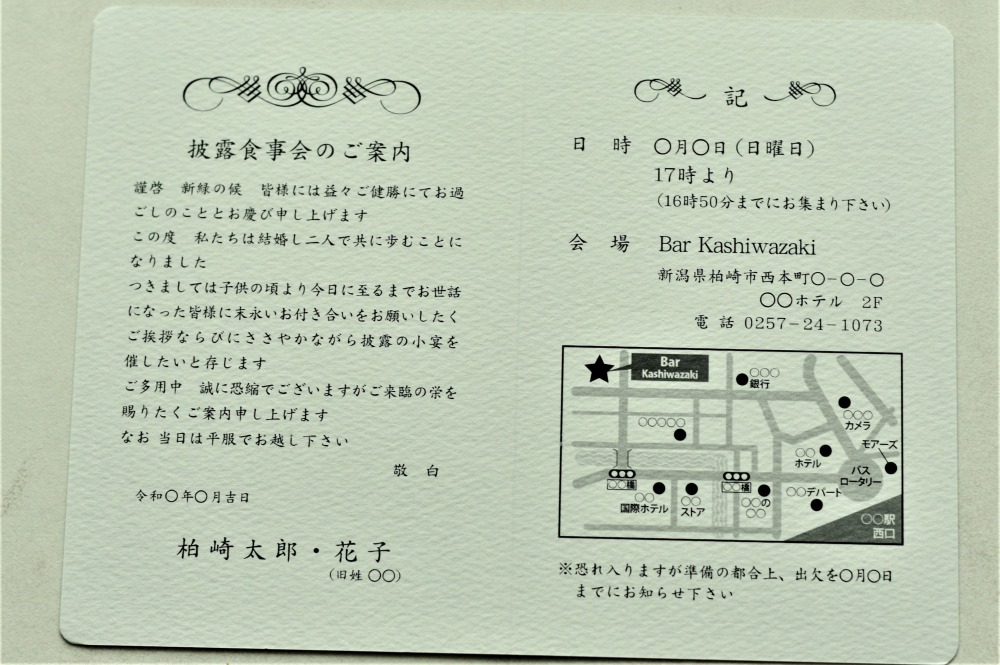 披露食事会のご案内
謹啓　新緑の候　皆様には益々ご健勝にてお過
ごしのこととお慶び申し上げます
この度　私たちは結婚し二人で共に歩むことに
なりました
つきましては子供の頃より今日に至るまでお世話
になった皆様に末永いお付き合いをお願いしたく
ご挨拶ならびにささやかながら披露の小宴を
催したいと存じます
ご多用中　誠に恐縮でございますがご来臨の栄を
賜りたくご案内申し上げます
なお 当日は平服でお越し下さい
敬　白
令和〇年〇月吉日
柏崎太郎・花子
(旧姓 〇〇)
記
日　時　〇月〇日(日曜日)
17時より
(16時50分までにお集まり下さい)
会　場　Bar Kashiwazaki
新潟県柏崎市西本町〇−〇−〇
〇〇ホテル　2F
電 話 0257−24−1073
Bar
Kashiwazaki
〇〇〇
銀行
〇〇〇
カメラ
〇〇〇〇〇
モアーズ
〇〇
ホテル
バス
ロータリー
〇〇橋
〇〇橋
〇〇
国際ホテル
〇〇
ストア
〇〇の
〇〇
〇〇デパート
〇〇駅
西口
※恐れ入りますが準備の都合上、出欠を〇月〇日
までにお知らせ下さい